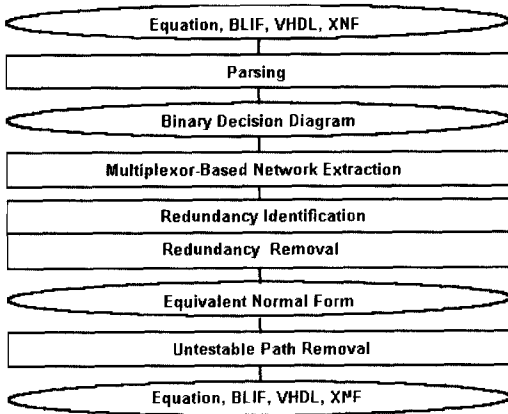 Equation, BLIF, VHDL, XNF
Parsing
Binary Decision Diagram
Multiplexor-Based Network Extraction
Redundancy Identification
Redundancy Removal
Equivalent Normal Form
Untestable Path Removal
Equation, BLIF, VHDL, XNF